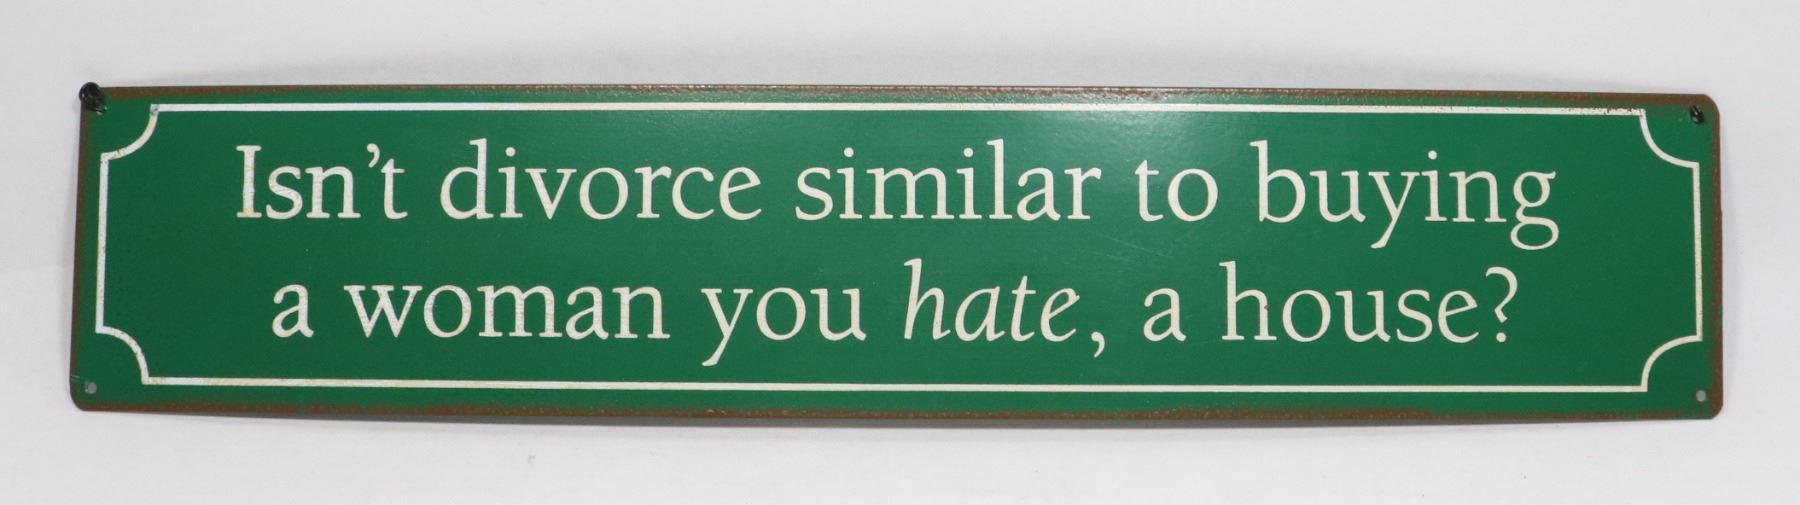 Isn't divorce similar to buying
a woman you hate, a house?